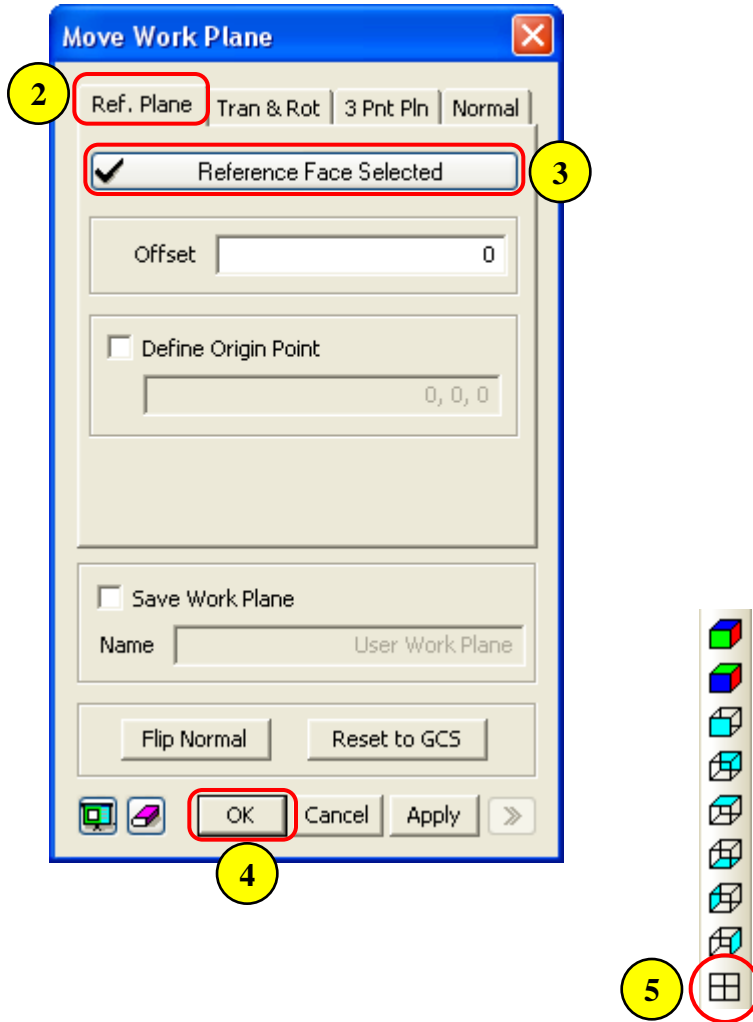 Move Work Plane
2
Ref. Plane Tran & Rot 3 Pnt Pln Normal
Reference Face Selected
3
Offset 0
Define Origin Point
0, 0, 0
Save Work Plane
Name User Work Plane
Flip Normal Reset to GCS
OK Cancel Apply
4
5